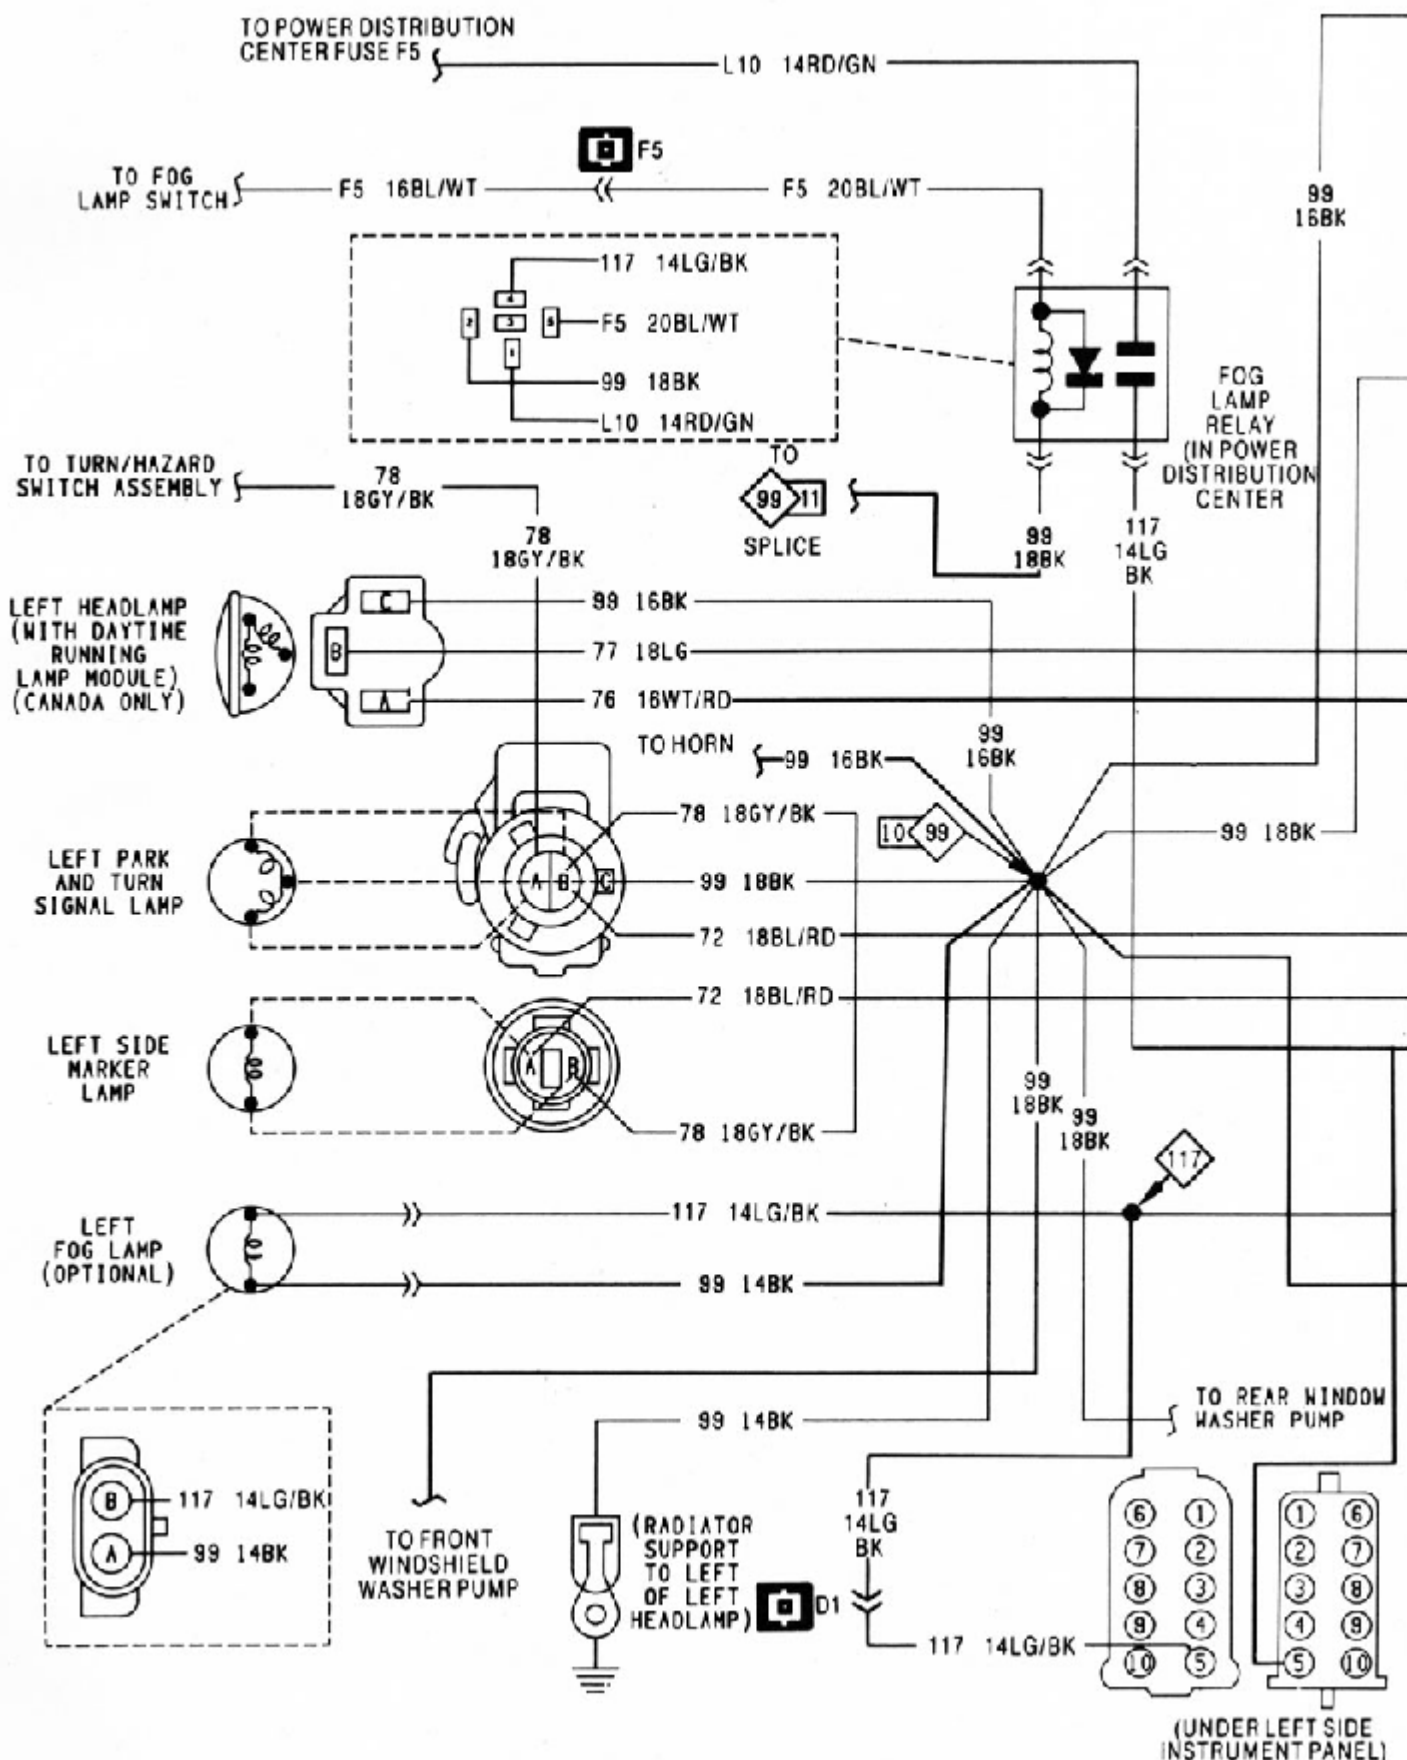 TO POWER DISTRIBUTION
CENTER FUSE F5
L10 14RD/GN
F5
TO FOG
LAMP SWITCH
F5 16BL/WT
F5 20BL/WT
99
16BK
117 14LG/BK
4
2
3
5
F5 20BL/WT
1
99 18BK
L10 14RD/GN
FOG
LAMP
RELAY
(IN POWER
DISTRIBUTION
CENTER
TO TURN/HAZARD
SWITCH ASSEMBLY
78
18GY/BK
TO
99
11
SPLICE
78
18GY/BK
99
18BK
117
14LG
BK
LEFT HEADLAMP
(WITH DAYTIME
RUNNING
LAMP MODULE)
(CANADA ONLY)
C
B
A
99 16BK
77 18LG
76 16WT/RD
TO HORN
99 16BK
99
16BK
78 18GY/BK
10
99
99 18BK
LEFT PARK
AND TURN
SIGNAL LAMP
A
B
C
99 18BK
72 18BL/RD
72 18BL/RD
LEFT SIDE
MARKER
LAMP
A
B
78 18GY/BK
99
18BK
99
18BK
117
LEFT
FOG LAMP
(OPTIONAL)
117 14LG/BK
99 14BK
TO REAR WINDOW
WASHER PUMP
99 14BK
B
117 14LG/BK
A
99 14BK
TO FRONT
WINDSHIELD
WASHER PUMP
(RADIATOR
SUPPORT
TO LEFT
OF LEFT
HEADLAMP)
117
14LG
BK
D1
117 14LG/BK
6 1
7 2
8 3
9 4
10 5
1 6
2 7
3 8
4 9
5 10
(UNDER LEFT SIDE
INSTRUMENT PANEL)